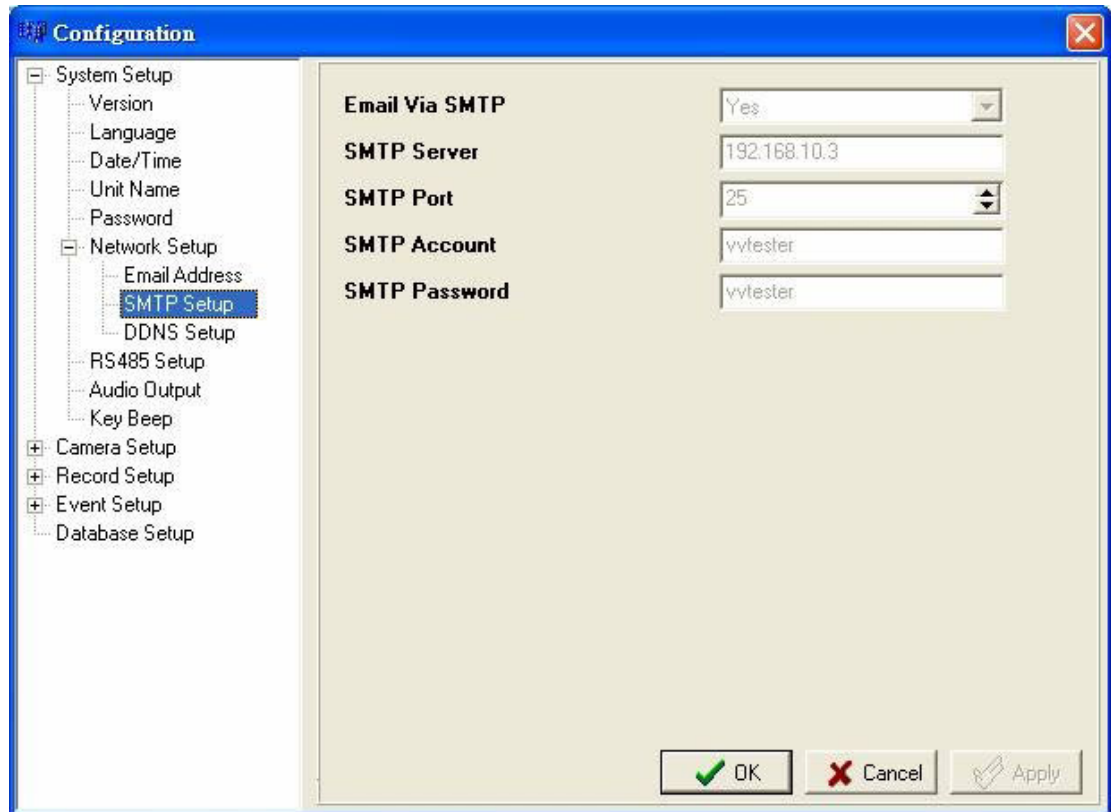 Configuration
System Setup
Version
Language
Date/Time
Unit Name
Password
Network Setup
Email Address
SMTP Setup
DDNS Setup
RS485 Setup
Audio Output
Key Beep
Camera Setup
Record Setup
Event Setup
Database Setup
Email Via SMTP Yes
SMTP Server 192.168.10.3
SMTP Port 25
SMTP Account vvtester
SMTP Password vvtester
OK Cancel Apply